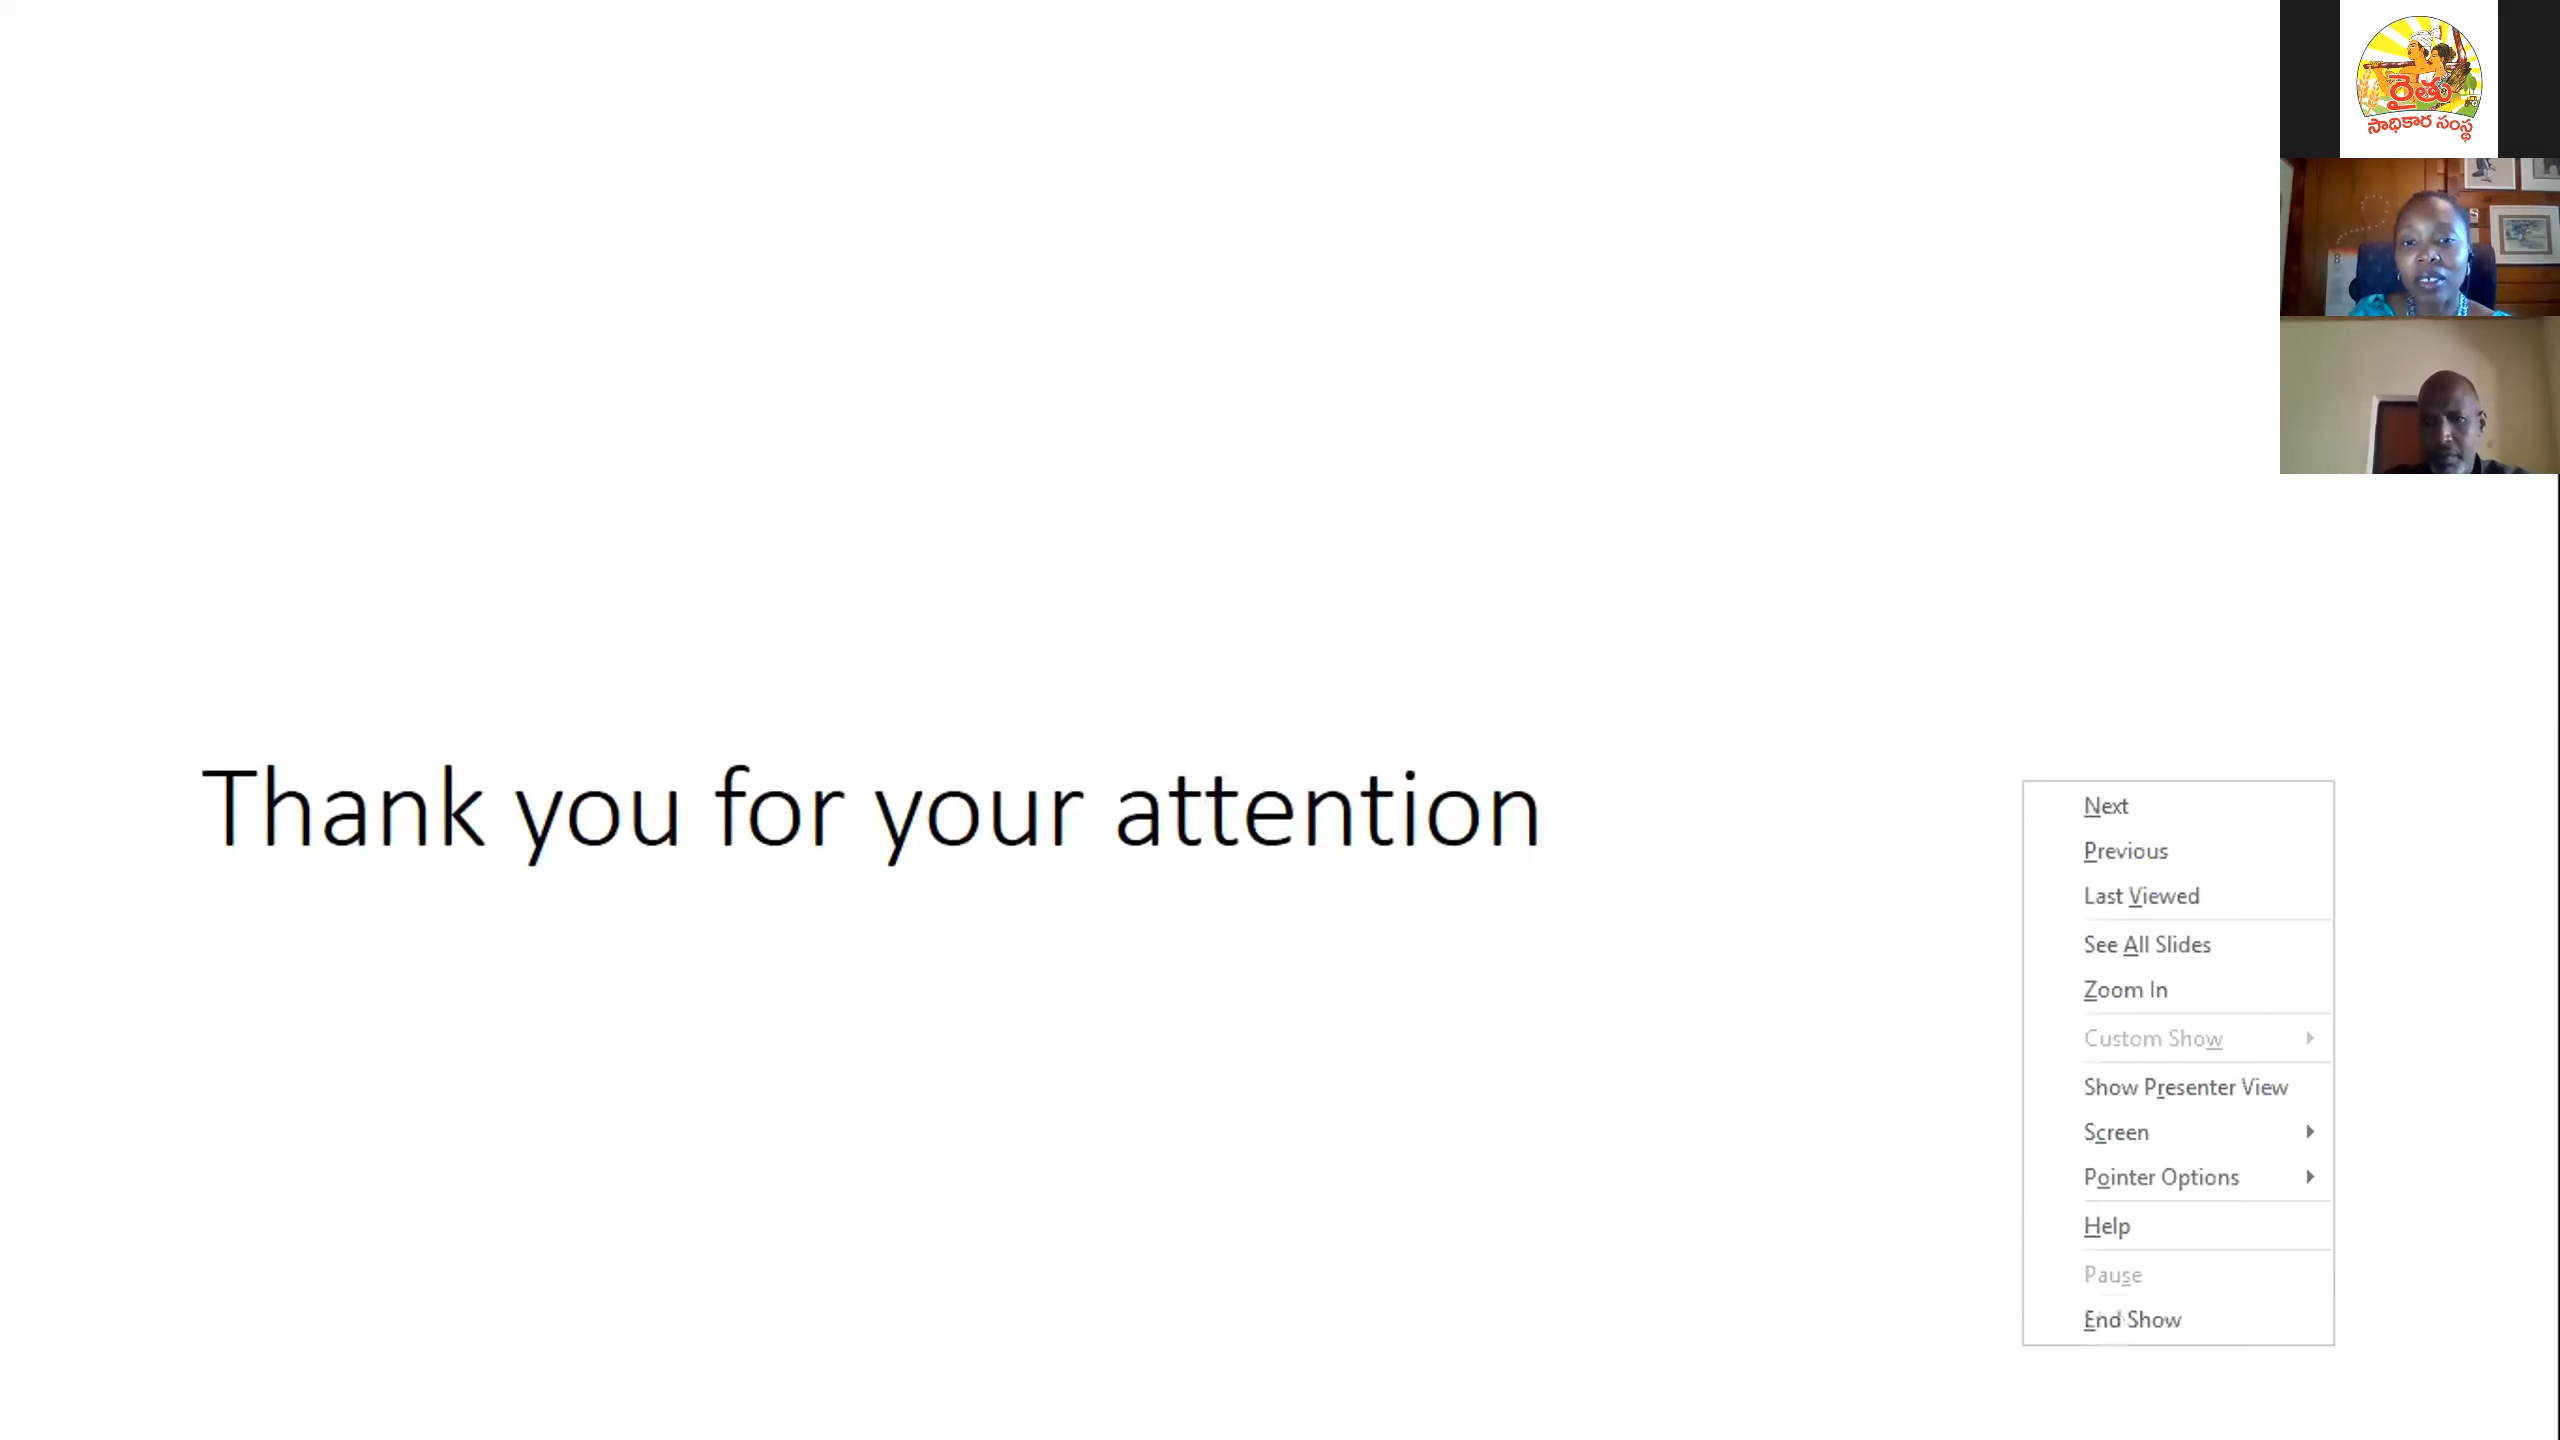 రైతు
సాధికార సంస్థ
8
Thank you for your attention
Next
Previous
Last Viewed
See All Slides
Zoom In
Custom Show
Show Presenter View
Screen
Pointer Options
Help
Pause
End Show